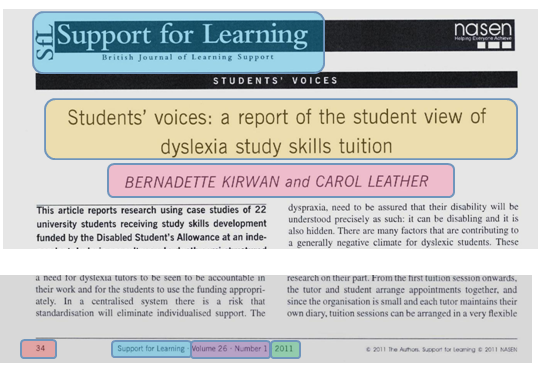 SfL Support for Learning
British Journal of Learning Support
nasen
Helping Everyone Achieve
STUDENTS' VOICES
Students' voices: a report of the student view of
dyslexia study skills tuition
BERNADETTE KIRWAN and CAROL LEATHER
This article reports research using case studies of 22
university students receiving study skills development
funded by the Disabled Student's Allowance at an inde-
dyspraxia, need to be assured that their disability will be
understood precisely as such: it can be disabling and it is
also hidden. There are many factors that are contributing to
a generally negative climate for dyslexic students. These
a need for dyslexia tutors to be seen to be accountable in
their work and for the students to use the funding appropri-
ately. In a centralised system there is a risk that
standardisation will eliminate individualised support. The
research on their part. From the first tuition session onwards,
the tutor and student arrange appointments together, and
since the organisation is small and each tutor maintains their
own diary, tuition sessions can be arranged in a very flexible
34 Support for Learning · Volume 26 · Number 1 2011 © 2011 The Authors. Support for Learning © 2011 NASEN